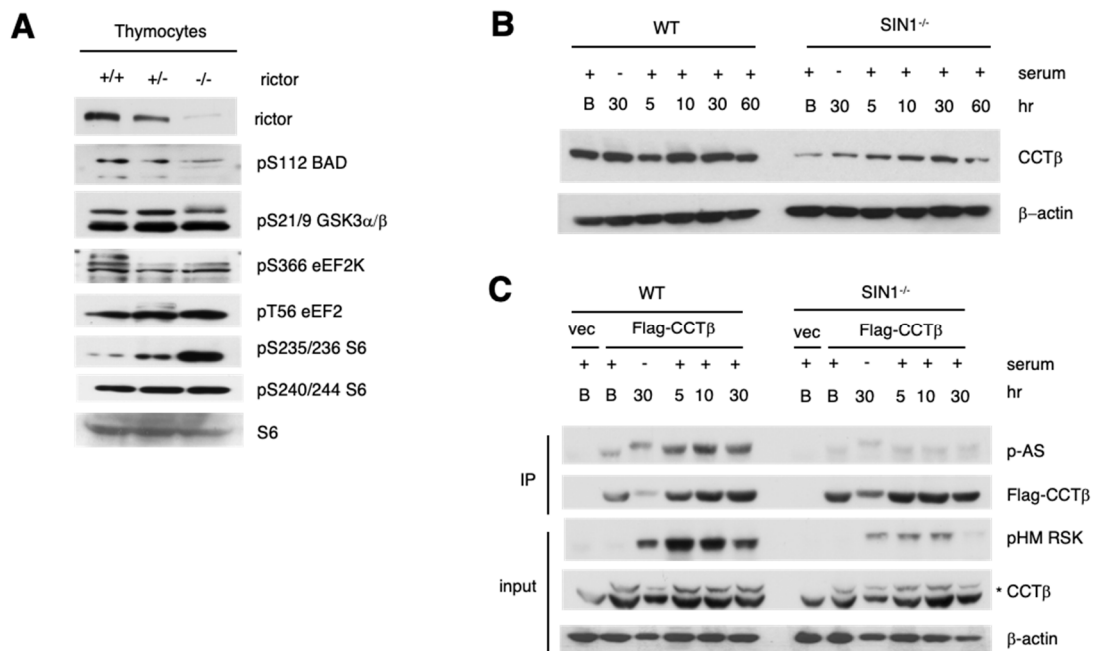 A
Thymocytes
+/+ +/- -/- rictor
rictor
pS112 BAD
pS21/9 GSK3α/β
pS366 eEF2K
pT56 eEF2
pS235/236 S6
pS240/244 S6
S6
B
WT SIN1-/-
+ - + + + + + - + + + + serum
B 30 5 10 30 60 B 30 5 10 30 60 hr
CCTβ
β–actin
C
WT SIN1-/-
vec Flag-CCTβ vec Flag-CCTβ
+ + - + + + + + - + + + serum
B B 30 5 10 30 B B 30 5 10 30 hr
IP
p-AS
Flag-CCTβ
input
pHM RSK
* CCTβ
β-actin